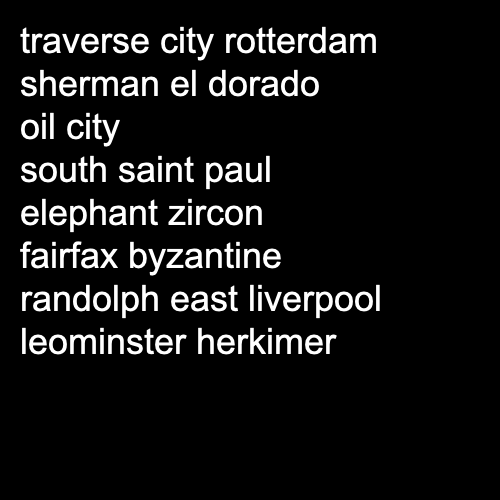 traverse city rotterdam
sherman el dorado
oil city
south saint paul
elephant zircon
fairfax byzantine
randolph east liverpool
leominster herkimer